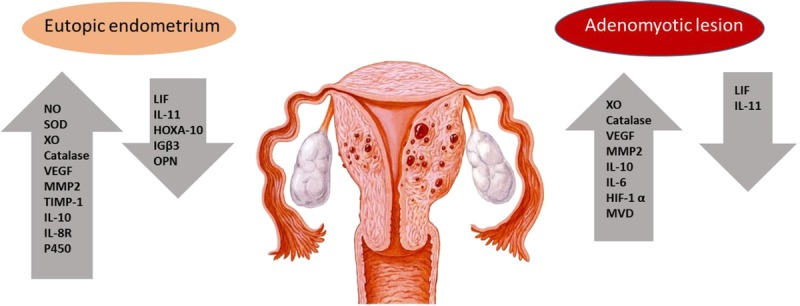 Eutopic endometrium
NO
SOD
XO
Catalase
VEGF
MMP2
TIMP-1
IL-10
IL-8R
P450
LIF
IL-11
HOXA-10
IGβ3
OPN
Adenomyotic lesion
XO
Catalase
VEGF
MMP2
IL-10
IL-6
HIF-1 α
MVD
LIF
IL-11